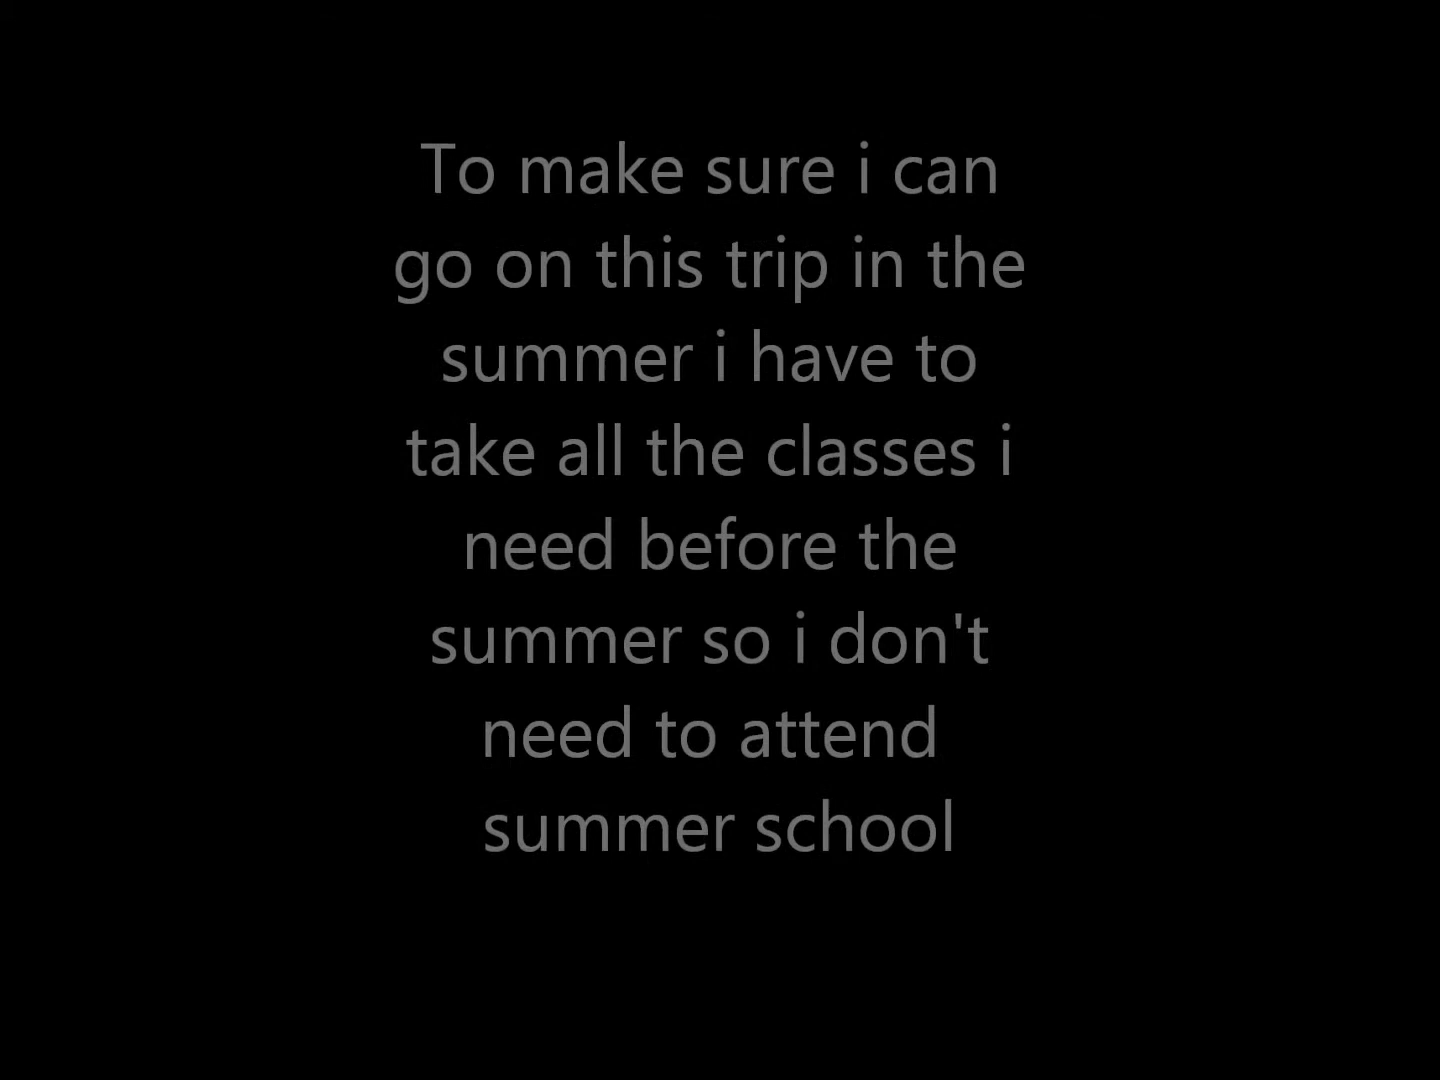 To make sure i can
go on this trip in the
summer i have to
take all the classes i
need before the
summer so i don't
need to attend
summer school